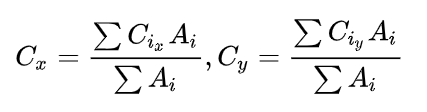 $C_x = \frac{\sum C_{i_x} A_i}{\sum A_i}, C_y = \frac{\sum C_{i_y} A_i}{\sum A_i}$